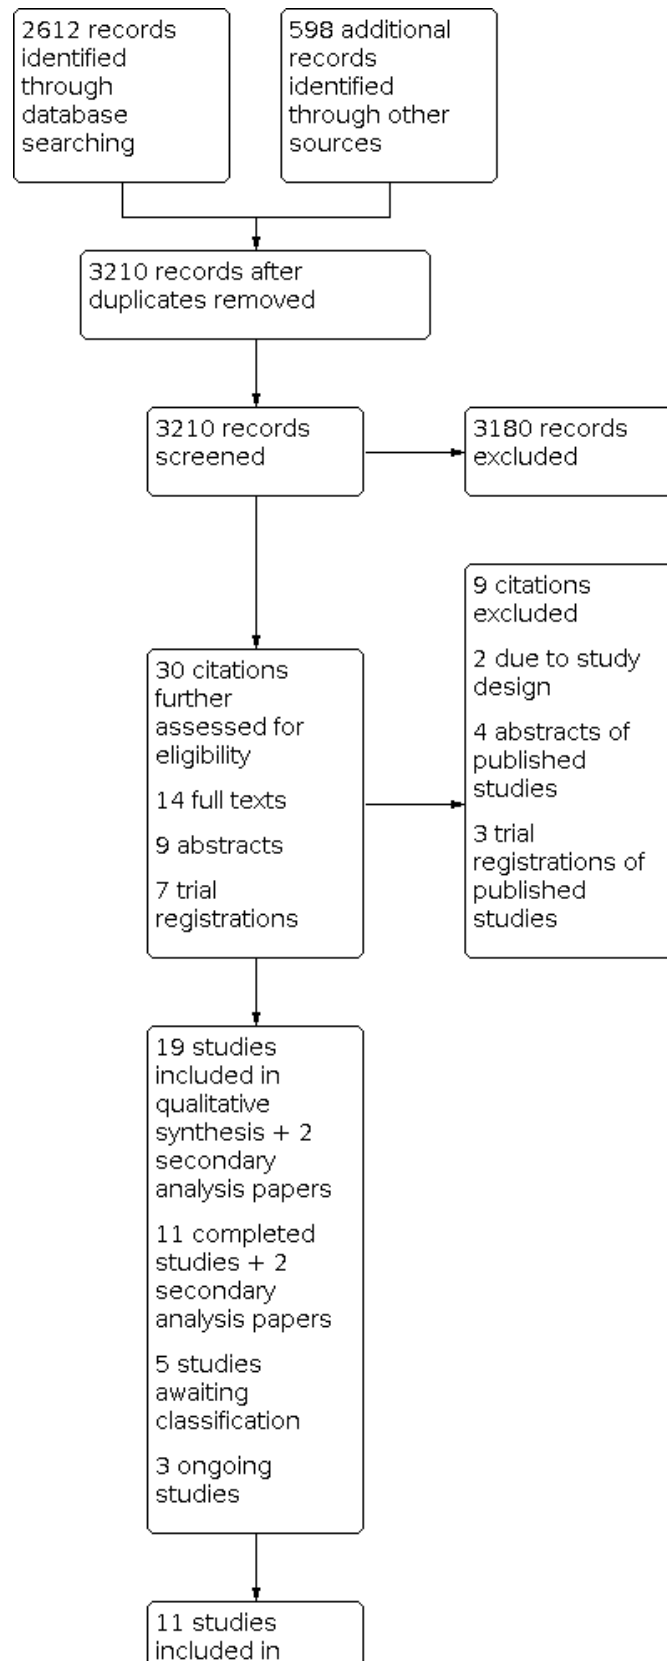 2612 records
identified
through
database
searching
598 additional
records
identified
through other
sources
3210 records after
duplicates removed
3210 records
screened
3180 records
excluded
30 citations
further
assessed for
eligibility
14 full texts
9 abstracts
7 trial
registrations
9 citations
excluded
2 due to study
design
4 abstracts of
published
studies
3 trial
registrations of
published
studies
19 studies
included in
qualitative
synthesis + 2
secondary
analysis papers
11 completed
studies + 2
secondary
analysis papers
5 studies
awaiting
classification
3 ongoing
studies
11 studies
included in